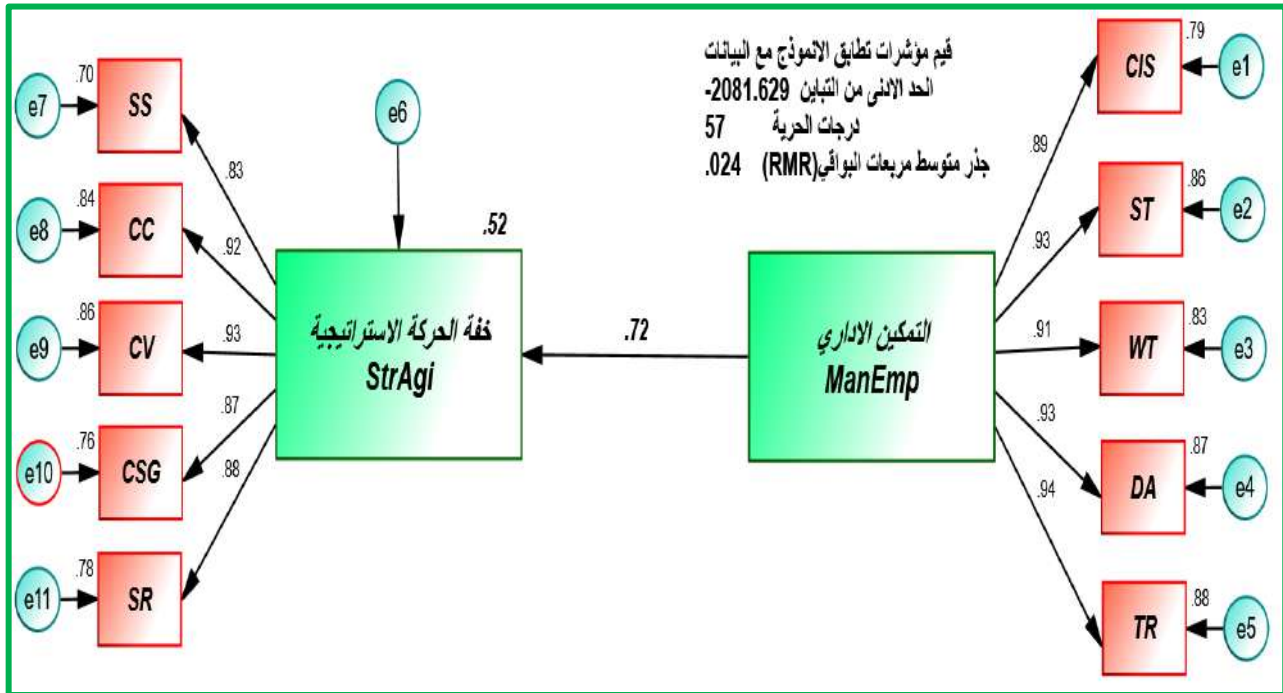 قيم مؤشرات تطابق الانموذج مع البيانات
الحد الادنى من التباين 2081.629-
درجات الحرية 57
جذر متوسط مربعات البواقي(RMR) .024
e7
.70
SS
.83
e8
.84
CC
.92
e9
.86
CV
.93
e10
.76
CSG
.87
e11
.78
SR
.88
e6
.52
خفة الحركة الاستراتيجية
StrAgi
.72
التمكين الاداري
ManEmp
.89
CIS
.79
e1
.93
ST
.86
e2
.91
WT
.83
e3
.93
DA
.87
e4
.94
TR
.88
e5